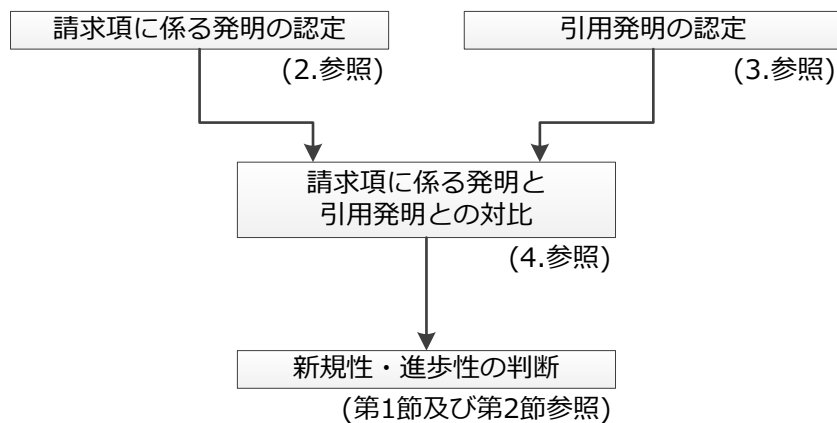 請求項に係る発明の認定
引用発明の認定
(2.参照)
(3.参照)
請求項に係る発明と
引用発明との対比
(4.参照)
新規性・進歩性の判断
(第1節及び第2節参照)